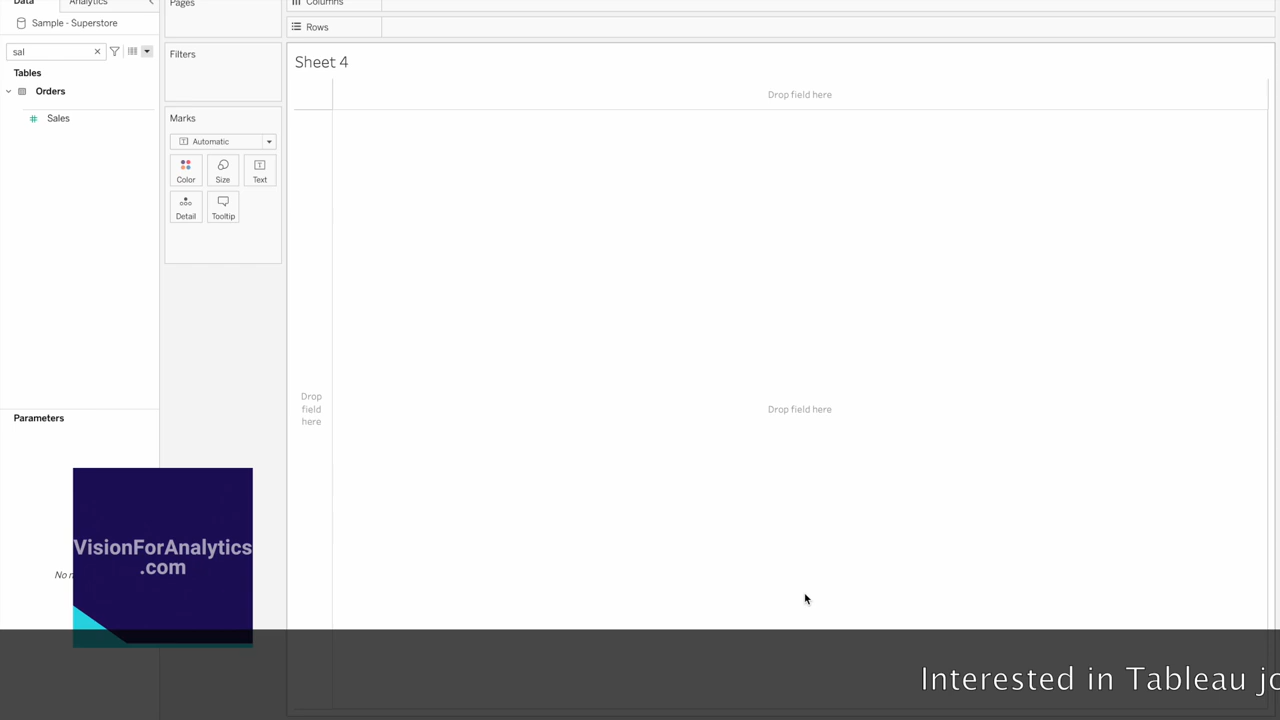 Data
Analytics
Pages
Columns
Sample - Superstore
Rows
sal
Filters
Sheet 4
Tables
Orders
Drop field here
Sales
Marks
Automatic
Color
Size
Text
Detail
Tooltip
Drop
field
here
Drop field here
Parameters
VisionForAnalytics
.com
No
Interested in Tableau